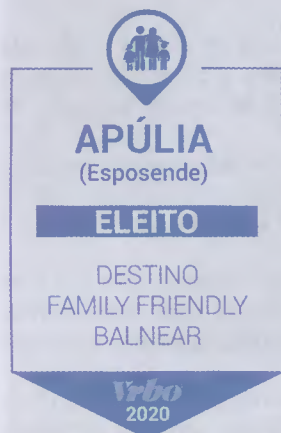 APÚLIA
(Esposende)
ELEITO
DESTINO
FAMILY FRIENDLY
BALNEAR
Vrbo
2020